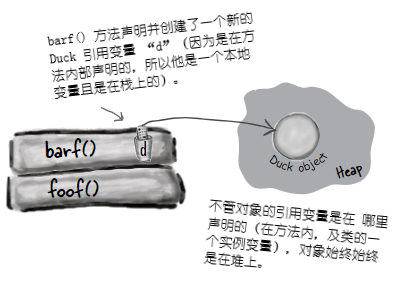 barf() 方法声明并创建了一个新的
Duck 引用变量 “d”（因为是在方
法内部声明的，所以他是一个本地
变量且是在栈上的）。
barf()
d
foof()
Duck object
Heap
不管对象的引用变量是在 哪里
声明的（在方法内，及类的一
个实例变量），对象始终始终
是在堆上。